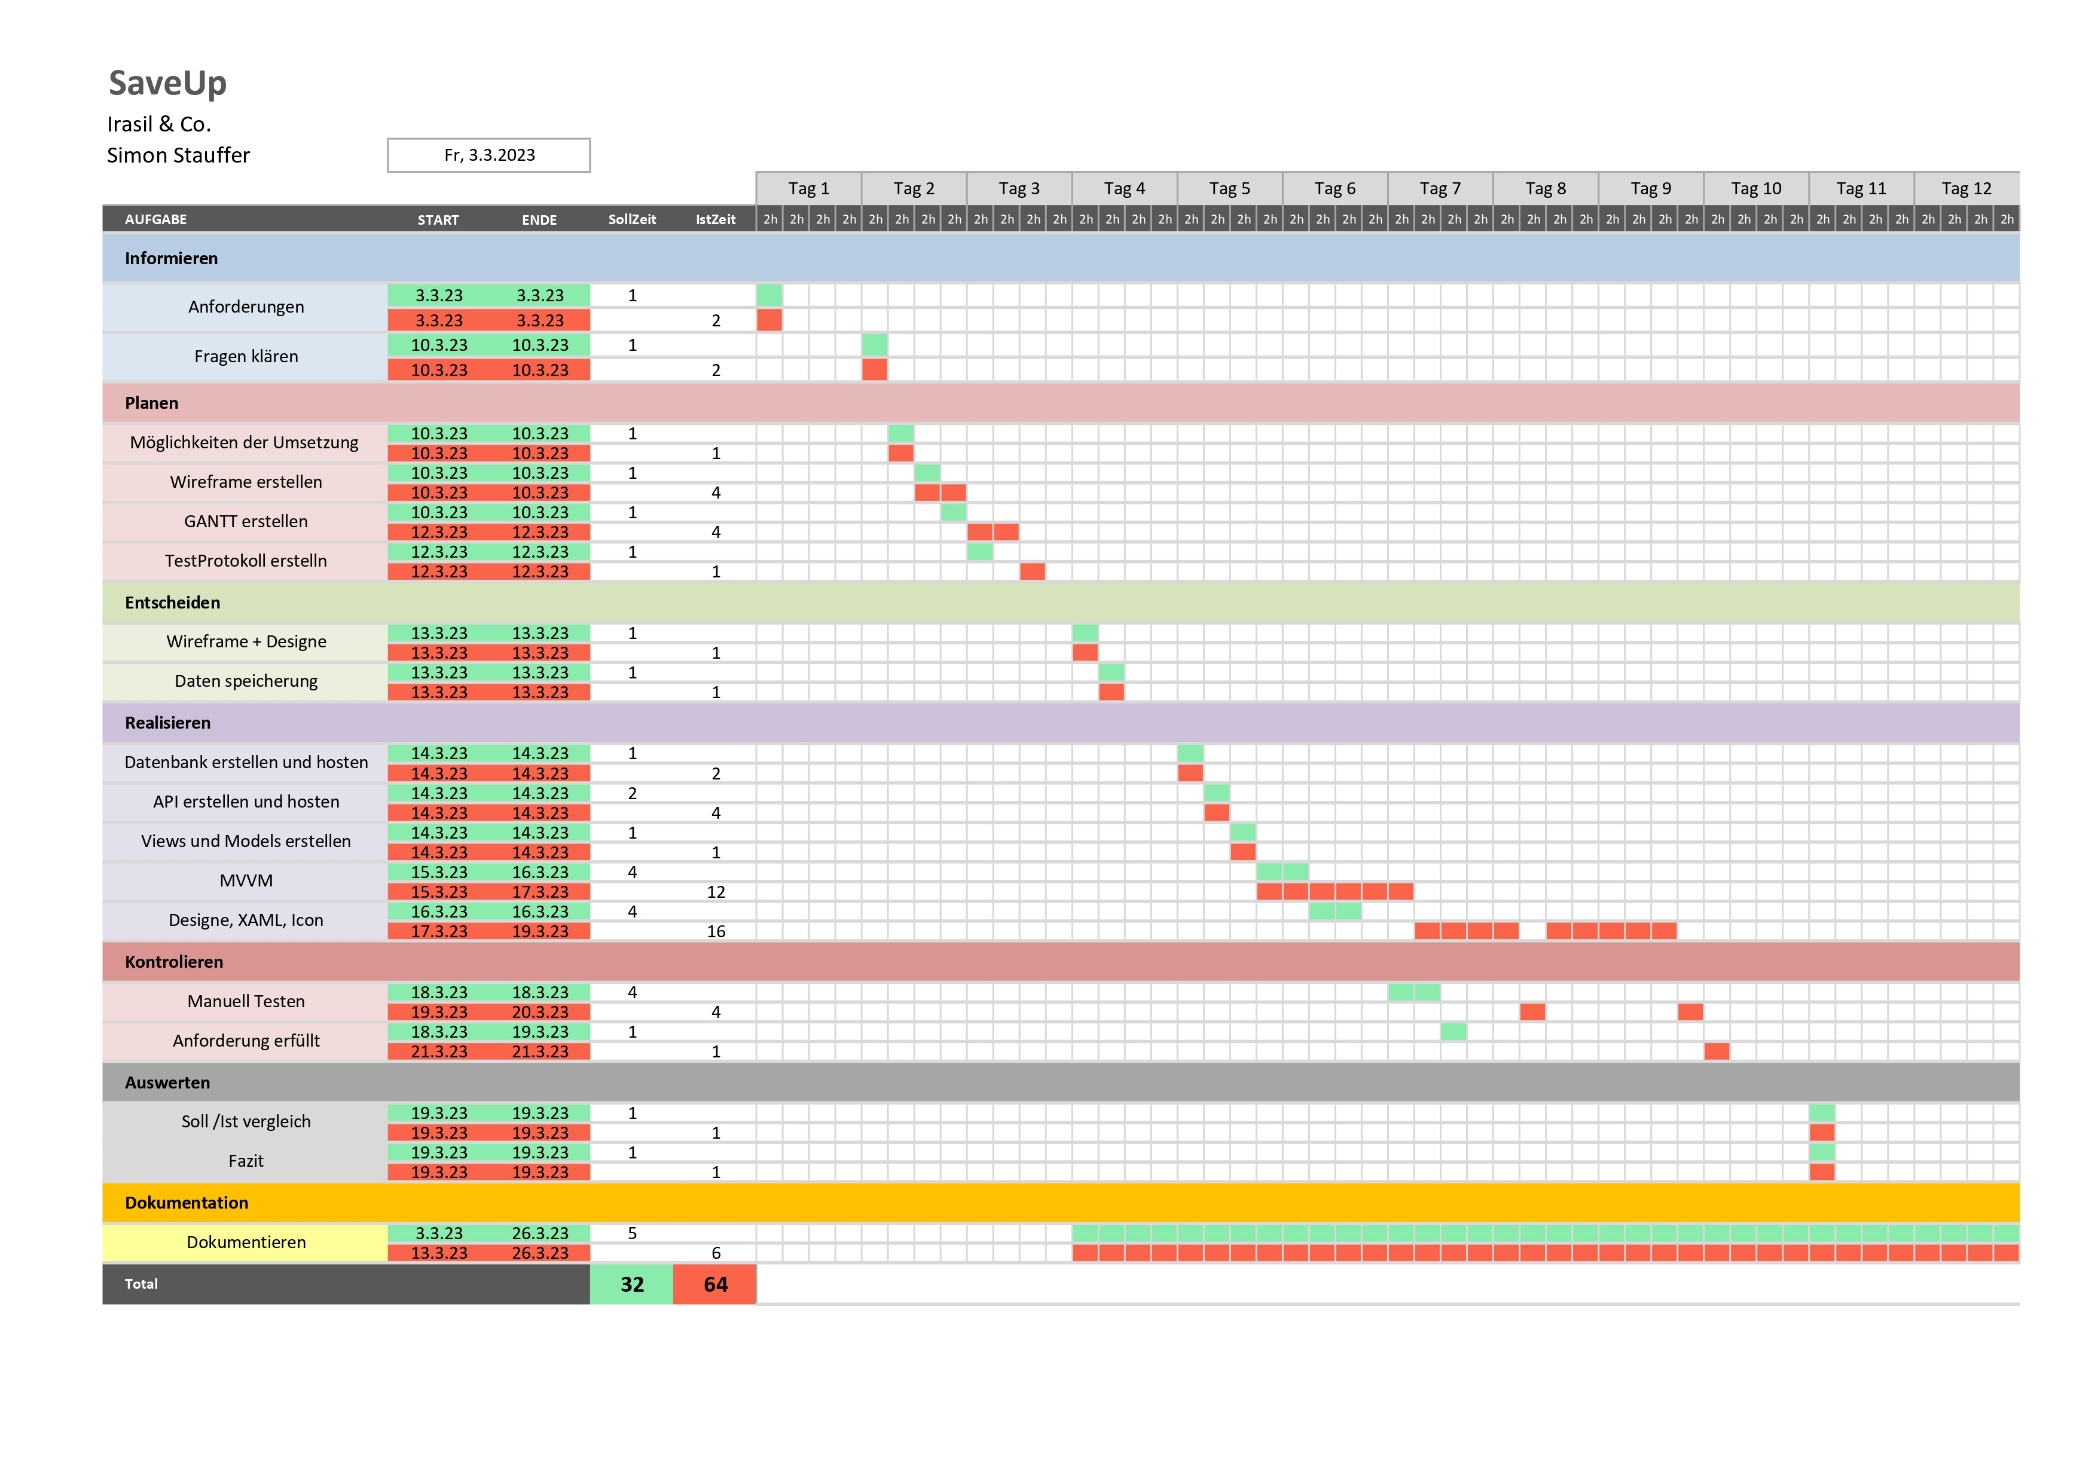 SaveUp
Irasil & Co.
Simon Stauffer
Fr, 3.3.2023
Tag 1 Tag 2 Tag 3 Tag 4 Tag 5 Tag 6 Tag 7 Tag 8 Tag 9 Tag 10 Tag 11 Tag 12
AUFGABE START ENDE SollZeit IstZeit 2h 2h 2h 2h 2h 2h 2h 2h 2h 2h 2h 2h 2h 2h 2h 2h 2h 2h 2h 2h 2h 2h 2h 2h 2h 2h 2h 2h 2h 2h 2h 2h 2h 2h 2h 2h 2h 2h 2h 2h 2h 2h 2h 2h 2h 2h 2h 2h
Informieren
Anforderungen
3.3.23 3.3.23 1
3.3.23 3.3.23 2
Fragen klären
10.3.23 10.3.23 1
10.3.23 10.3.23 2
Planen
Möglichkeiten der Umsetzung
10.3.23 10.3.23 1
10.3.23 10.3.23 1
Wireframe erstellen
10.3.23 10.3.23 1
10.3.23 10.3.23 4
GANTT erstellen
10.3.23 10.3.23 1
12.3.23 12.3.23 4
TestProtokoll erstelln
12.3.23 12.3.23 1
12.3.23 12.3.23 1
Entscheiden
Wireframe + Designe
13.3.23 13.3.23 1
13.3.23 13.3.23 1
Daten speicherung
13.3.23 13.3.23 1
13.3.23 13.3.23 1
Realisieren
Datenbank erstellen und hosten
14.3.23 14.3.23 1
14.3.23 14.3.23 2
API erstellen und hosten
14.3.23 14.3.23 2
14.3.23 14.3.23 4
Views und Models erstellen
14.3.23 14.3.23 1
14.3.23 14.3.23 1
MVVM
15.3.23 16.3.23 4
15.3.23 17.3.23 12
Designe, XAML, Icon
16.3.23 16.3.23 4
17.3.23 19.3.23 16
Kontrolieren
Manuell Testen
18.3.23 18.3.23 4
19.3.23 20.3.23 4
Anforderung erfüllt
18.3.23 19.3.23 1
21.3.23 21.3.23 1
Auswerten
Soll /Ist vergleich
19.3.23 19.3.23 1
19.3.23 19.3.23 1
Fazit
19.3.23 19.3.23 1
19.3.23 19.3.23 1
Dokumentation
Dokumentieren
3.3.23 26.3.23 5
13.3.23 26.3.23 6
Total 32 64